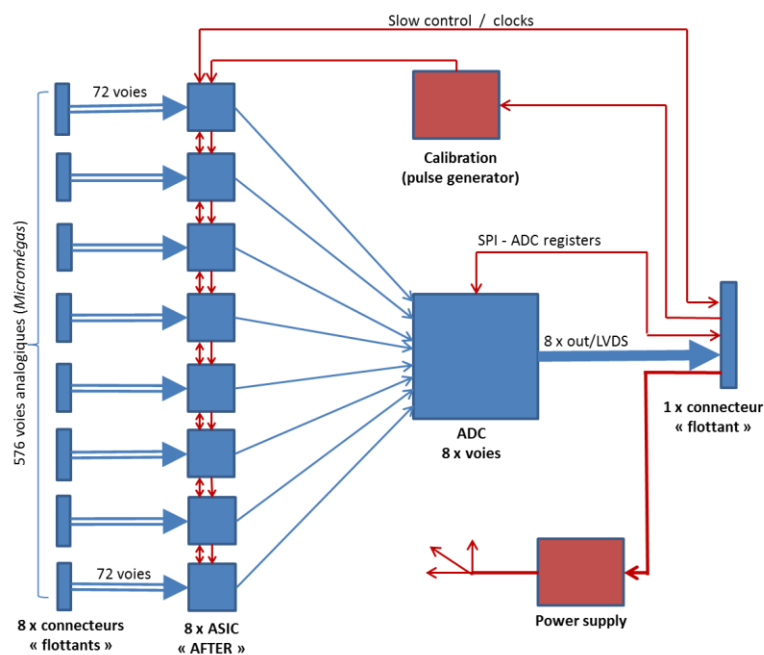 Slow control / clocks
72 voies
Calibration
(pulse generator)
576 voies analogiques (Micromégas)
SPI - ADC registers
8 x out/LVDS
ADC
8 x voies
1 x connecteur
« flottant »
72 voies
8 x connecteurs
« flottants »
8 x ASIC
« AFTER »
Power supply